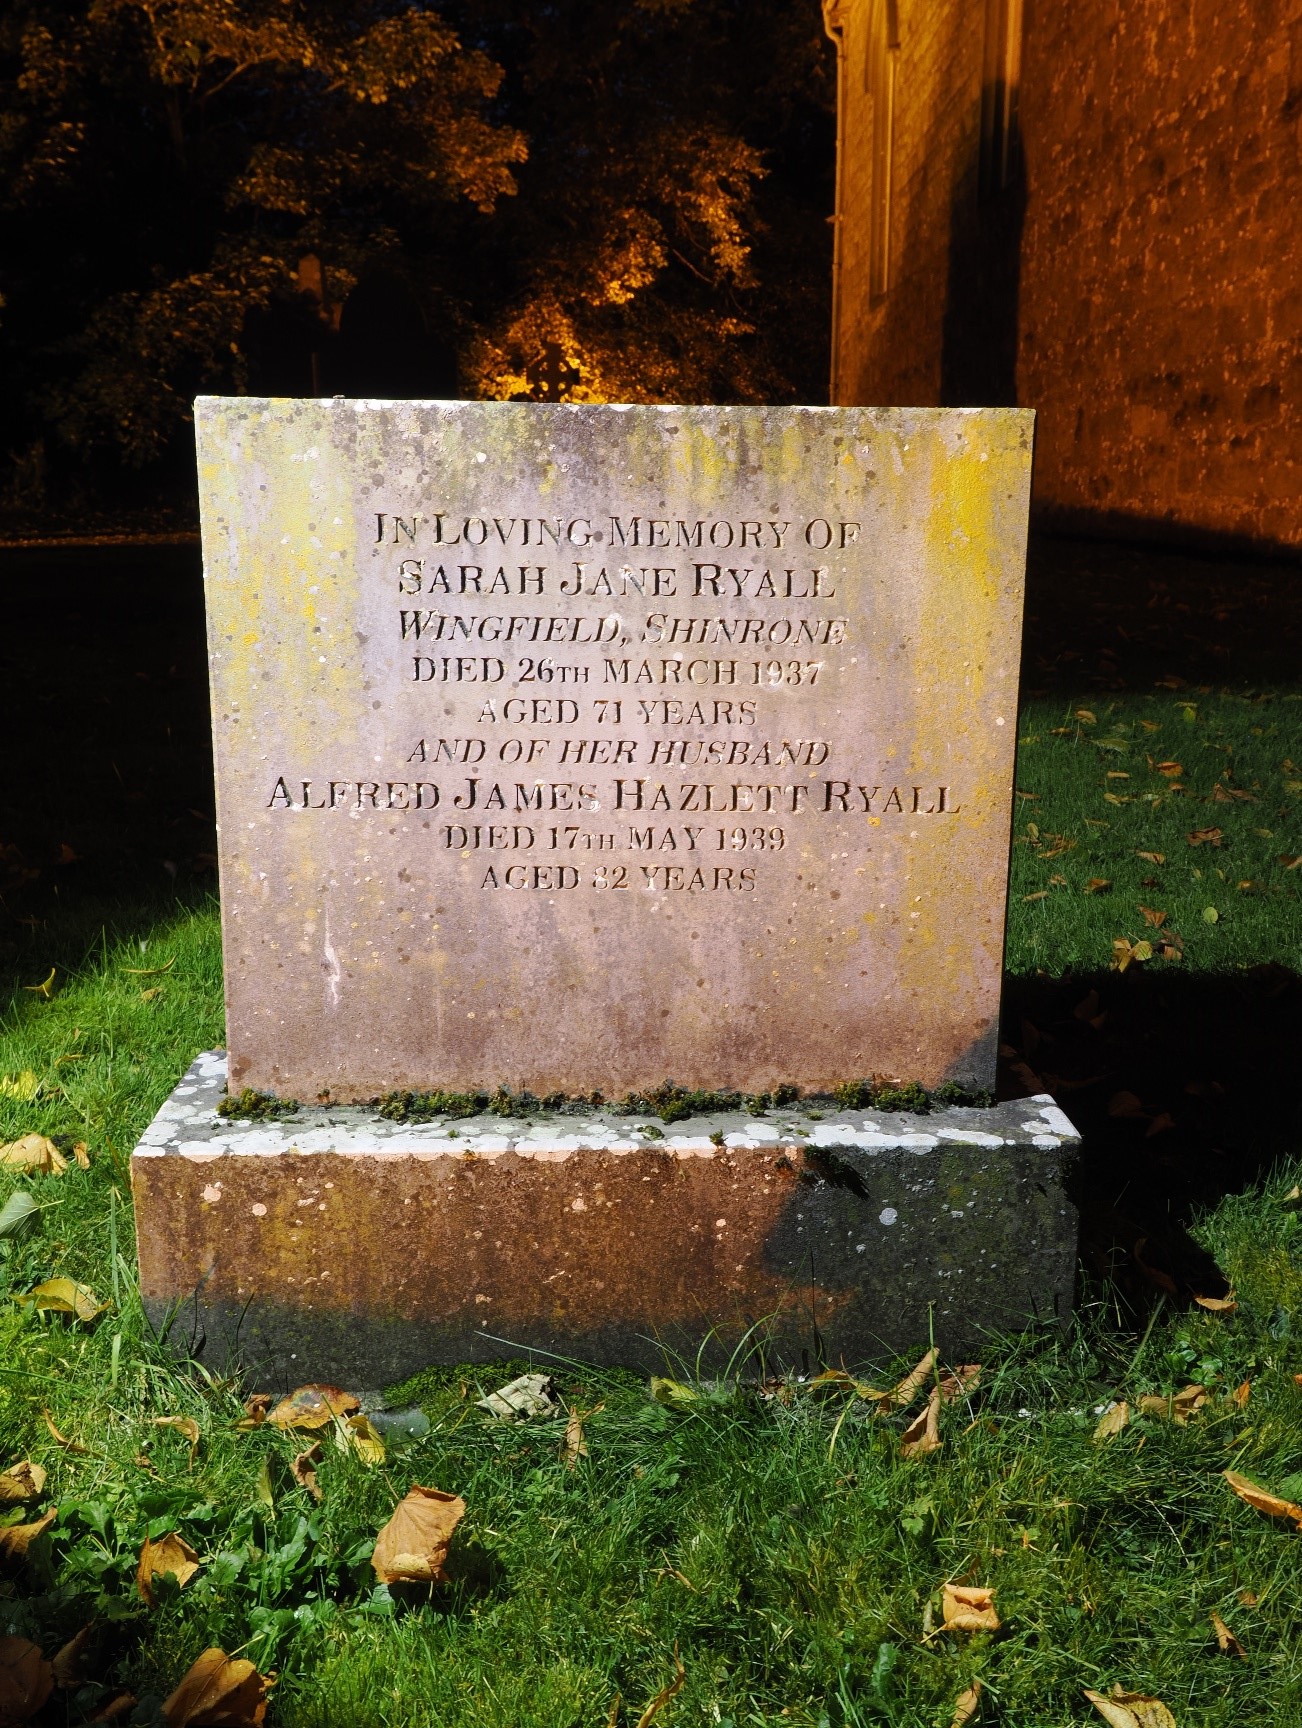 In Loving Memory Of
Sarah Jane Ryall
Wingfield, Shinrone
DIED 26TH MARCH 1937
AGED 71 YEARS
AND OF HER HUSBAND
Alfred James Hazlett Ryall
DIED 17TH MAY 1939
AGED 82 YEARS